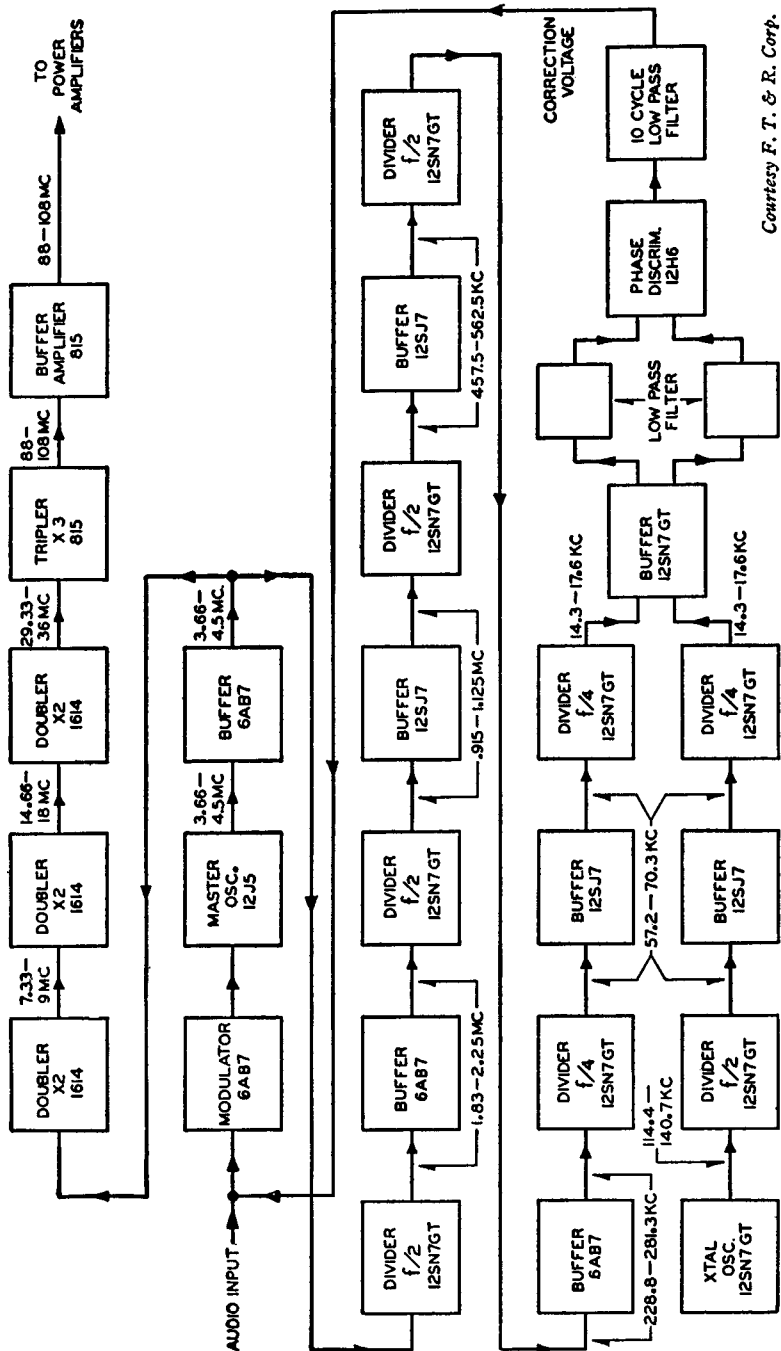 DOUBLER
X2
1614
7.33–
9MC
DOUBLER
X2
1614
14.66–
18MC
DOUBLER
X2
1614
29.33–
36MC
TRIPLER
X3
815
88–
108MC
BUFFER
AMPLIFIER
815
88–108MC
TO
POWER
AMPLIFIERS
AUDIO INPUT
MODULATOR
6AB7
MASTER
OSC.
12J5
3.66–
4.5MC
BUFFER
6AB7
3.66–
4.5MC.
DIVIDER
f/2
12SN7GT
1.83–2.25MC
BUFFER
6AB7
DIVIDER
f/2
12SN7GT
.915–1.125MC
BUFFER
12SJ7
DIVIDER
f/2
12SN7GT
457.5–562.5KC
BUFFER
12SJ7
DIVIDER
f/2
12SN7GT
BUFFER
6AB7
228.8–281.3KC
DIVIDER
f/4
12SN7GT
57.2–70.3KC
BUFFER
12SJ7
DIVIDER
f/4
12SN7GT
14.3–17.6KC
XTAL
OSC.
12SN7GT
114.4–
140.7KC
DIVIDER
f/2
12SN7GT
BUFFER
12SJ7
DIVIDER
f/4
12SN7GT
14.3–17.6KC
BUFFER
12SN7GT
LOW PASS
FILTER
PHASE
DISCRIM.
12H6
10 CYCLE
LOW PASS
FILTER
CORRECTION
VOLTAGE
Courtesy F. T. & R. Corp.